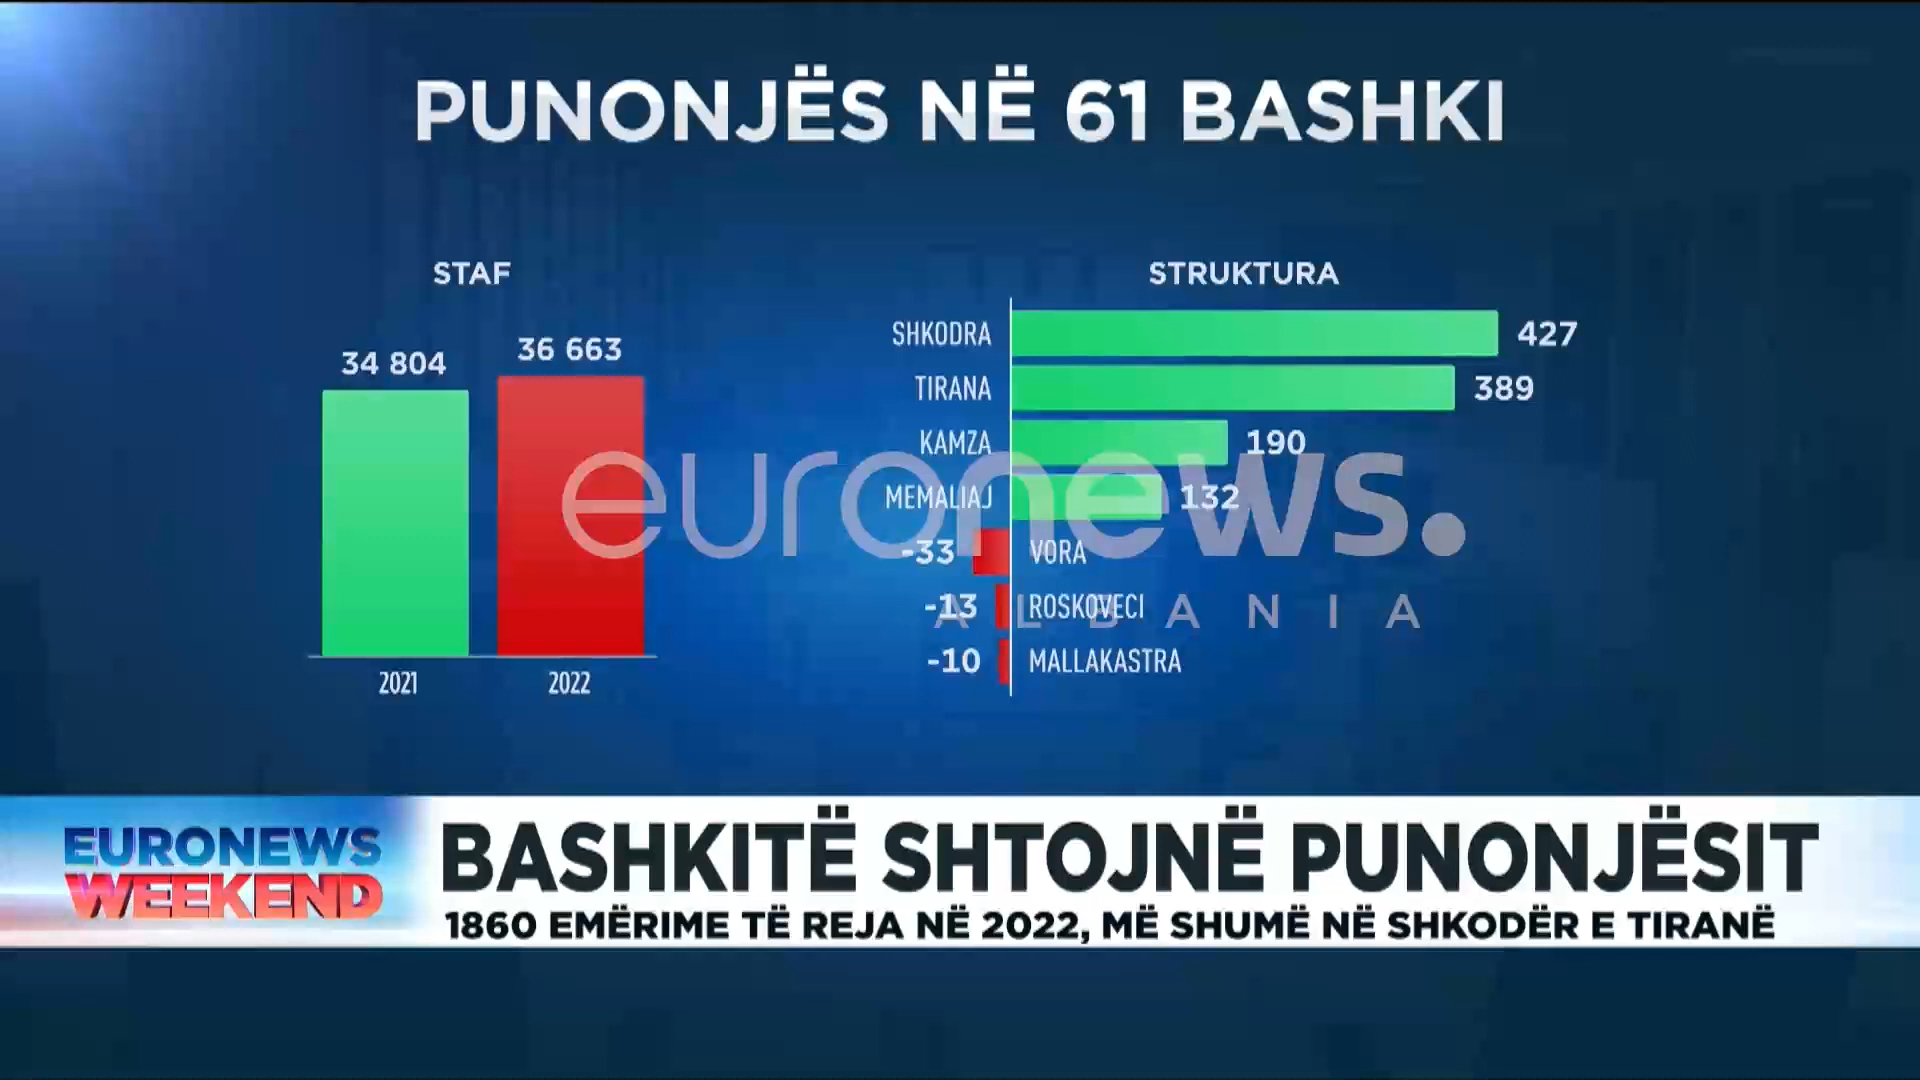 PUNONJËS NË 61 BASHKI
STAF
34 804
36 663
2021
2022
STRUKTURA
SHKODRA 427
TIRANA 389
KAMZA 190
MEMALIAJ 132
-33 VORA
-13 ROSKOVECI
-10 MALLAKASTRA
euronews.
ALBANIA
EURONEWS
WEEKEND
BASHKITË SHTOJNË PUNONJËSIT
1860 EMËRIME TË REJA NË 2022, MË SHUMË NË SHKODËR E TIRANË